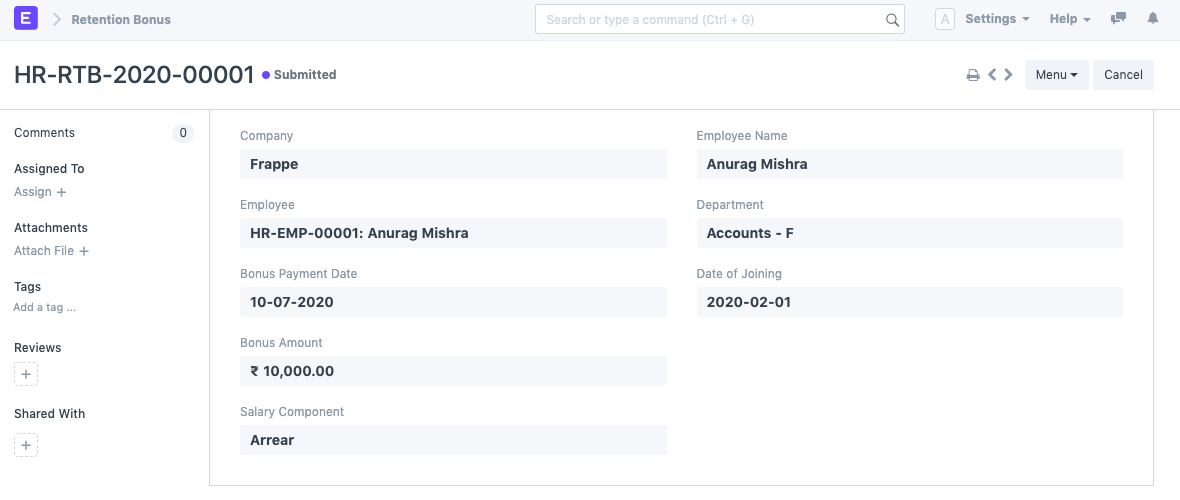 E Retention Bonus Search or type a command (Ctrl + G) A Settings Help
HR-RTB-2020-00001 Submitted Menu Cancel
Comments 0
Assigned To
Assign +
Attachments
Attach File +
Tags
Add a tag ...
Reviews
+
Shared With
+
Company
Frappe
Employee
HR-EMP-00001: Anurag Mishra
Bonus Payment Date
10-07-2020
Bonus Amount
₹ 10,000.00
Salary Component
Arrear
Employee Name
Anurag Mishra
Department
Accounts - F
Date of Joining
2020-02-01